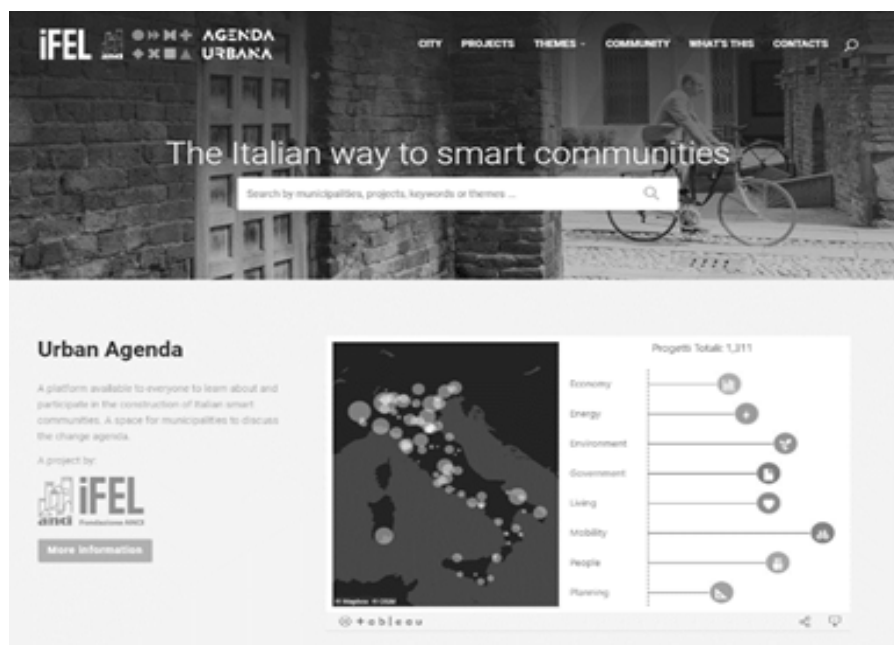 iFEL anci AGENDA
URBANA
CITY PROJECTS THEMES COMMUNITY WHAT'S THIS CONTACTS
The Italian way to smart communities
Search by municipalities, projects, keywords or themes ...
Urban Agenda
A platform available to everyone to learn about and
participate in the construction of Italian smart
communities. A space for municipalities to discuss
the change agenda.
A project by:
iFEL
anci Fondazione ANCI
More information
Progetti Totali: 1,311
Economy
Energy
Environment
Government
Living
Mobility
People
Planning
© Mapbox © OSM
+ableau